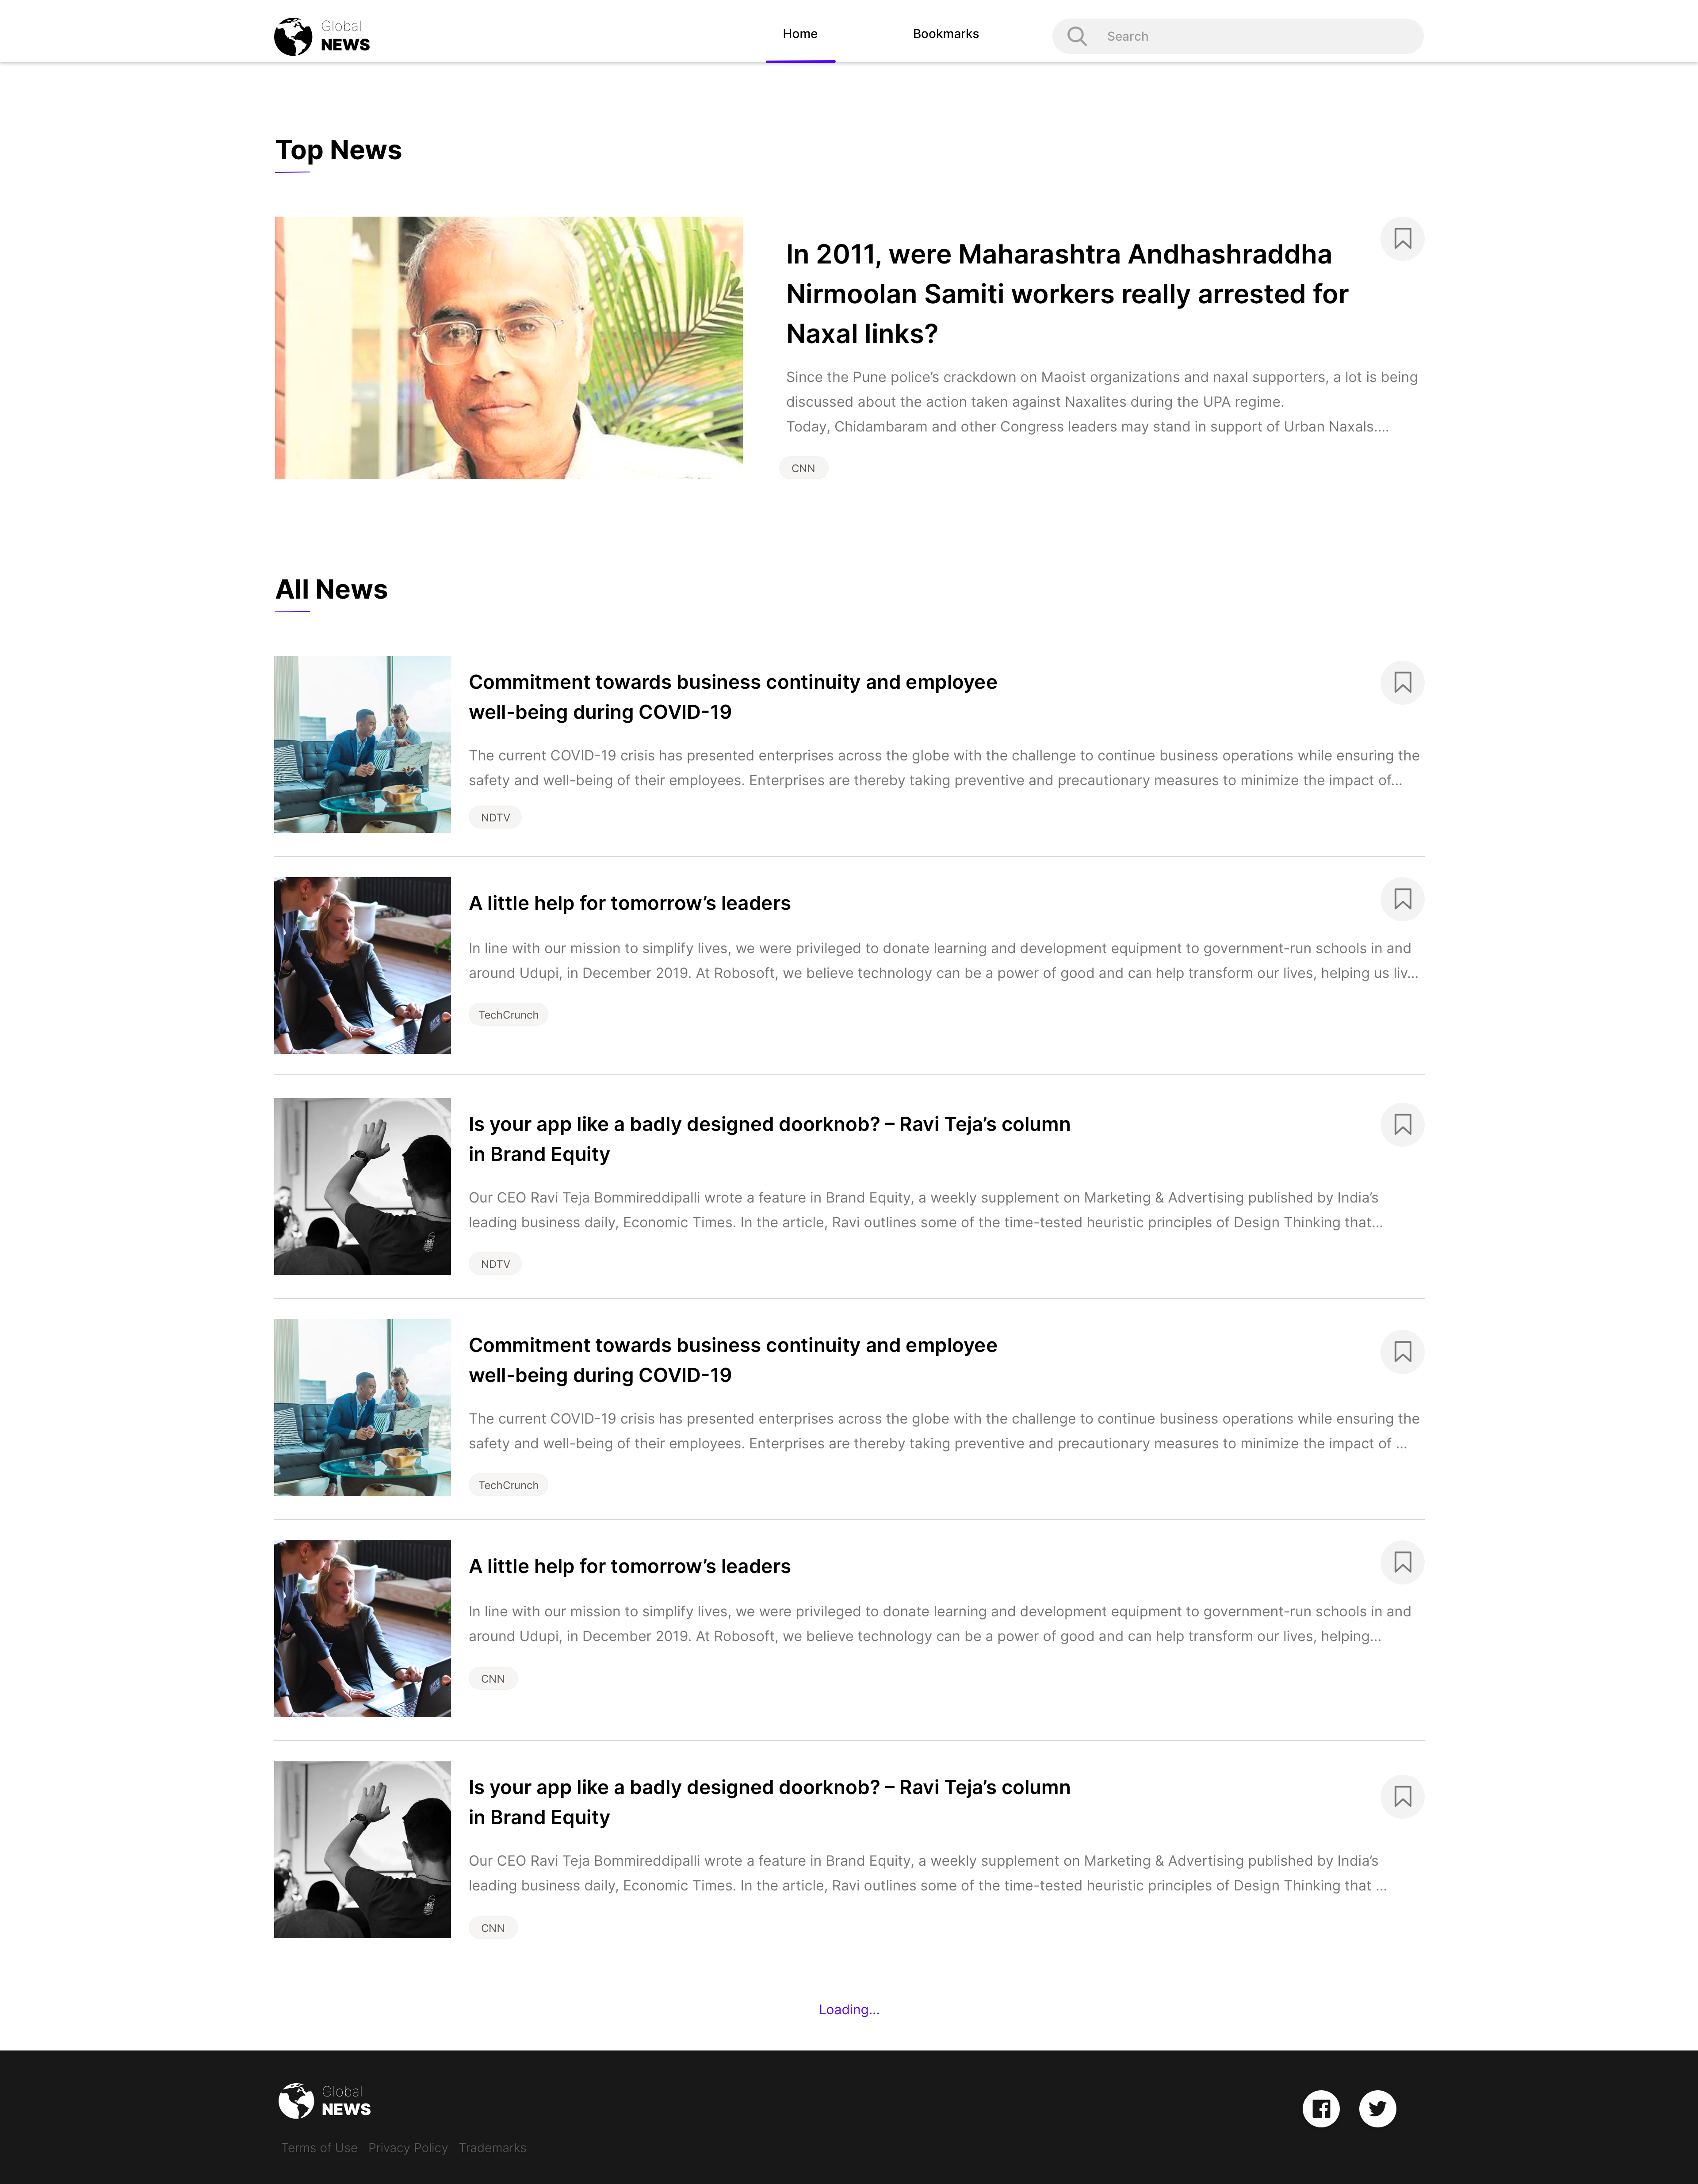 Global
NEWS
Home
Bookmarks
Search
Top News
In 2011, were Maharashtra Andhashraddha
Nirmoolan Samiti workers really arrested for
Naxal links?
Since the Pune police’s crackdown on Maoist organizations and naxal supporters, a lot is being
discussed about the action taken against Naxalites during the UPA regime.
Today, Chidambaram and other Congress leaders may stand in support of Urban Naxals....
CNN
All News
Commitment towards business continuity and employee
well-being during COVID-19
The current COVID-19 crisis has presented enterprises across the globe with the challenge to continue business operations while ensuring the
safety and well-being of their employees. Enterprises are thereby taking preventive and precautionary measures to minimize the impact of...
NDTV
A little help for tomorrow’s leaders
In line with our mission to simplify lives, we were privileged to donate learning and development equipment to government-run schools in and
around Udupi, in December 2019. At Robosoft, we believe technology can be a power of good and can help transform our lives, helping us liv...
TechCrunch
Is your app like a badly designed doorknob? – Ravi Teja’s column
in Brand Equity
Our CEO Ravi Teja Bommireddipalli wrote a feature in Brand Equity, a weekly supplement on Marketing & Advertising published by India’s
leading business daily, Economic Times. In the article, Ravi outlines some of the time-tested heuristic principles of Design Thinking that...
NDTV
Commitment towards business continuity and employee
well-being during COVID-19
The current COVID-19 crisis has presented enterprises across the globe with the challenge to continue business operations while ensuring the
safety and well-being of their employees. Enterprises are thereby taking preventive and precautionary measures to minimize the impact of ...
TechCrunch
A little help for tomorrow’s leaders
In line with our mission to simplify lives, we were privileged to donate learning and development equipment to government-run schools in and
around Udupi, in December 2019. At Robosoft, we believe technology can be a power of good and can help transform our lives, helping...
CNN
Is your app like a badly designed doorknob? – Ravi Teja’s column
in Brand Equity
Our CEO Ravi Teja Bommireddipalli wrote a feature in Brand Equity, a weekly supplement on Marketing & Advertising published by India’s
leading business daily, Economic Times. In the article, Ravi outlines some of the time-tested heuristic principles of Design Thinking that ...
CNN
Loading...
Global
NEWS
Terms of Use Privacy Policy Trademarks